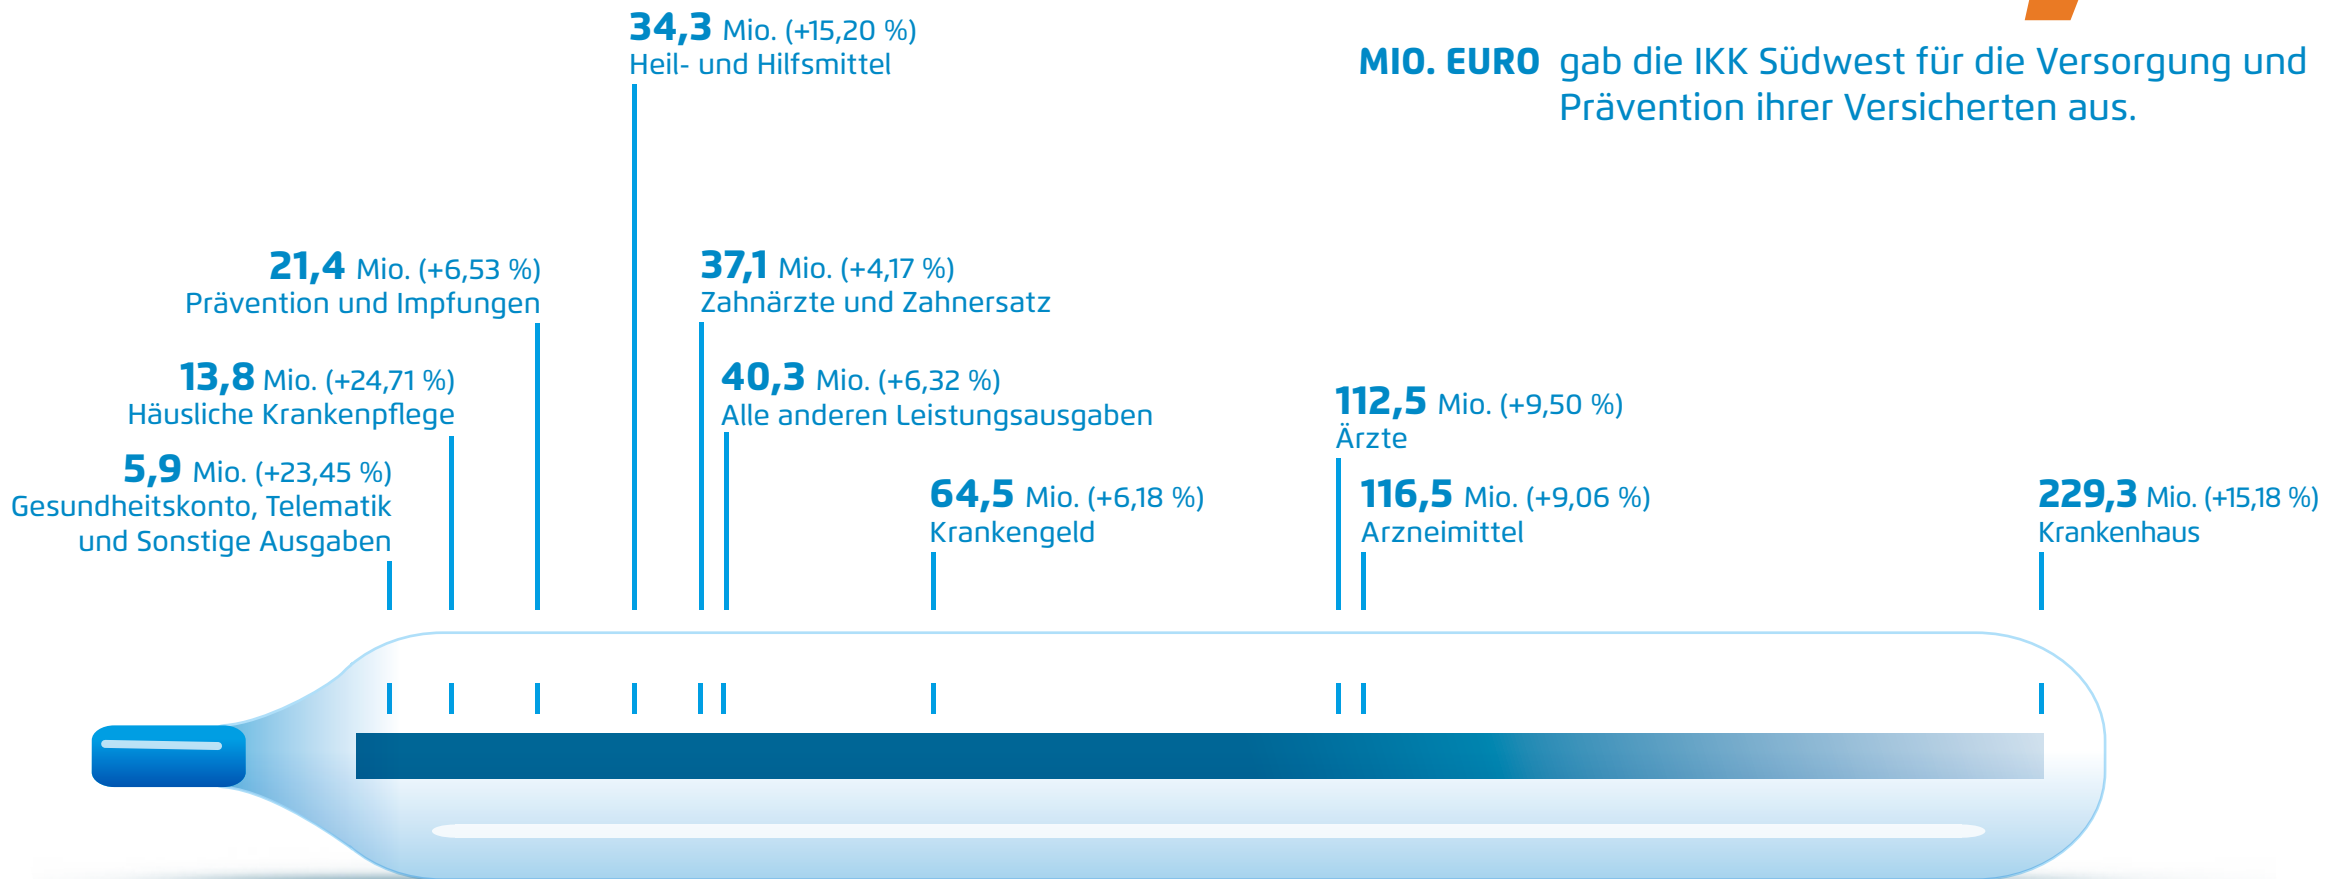 34,3 Mio. (+15,20 %)
Heil- und Hilfsmittel
MIO. EURO gab die IKK Südwest für die Versorgung und
Prävention ihrer Versicherten aus.
21,4 Mio. (+6,53 %)
Prävention und Impfungen
37,1 Mio. (+4,17 %)
Zahnärzte und Zahnersatz
13,8 Mio. (+24,71 %)
Häusliche Krankenpflege
40,3 Mio. (+6,32 %)
Alle anderen Leistungsausgaben
112,5 Mio. (+9,50 %)
Ärzte
5,9 Mio. (+23,45 %)
Gesundheitskonto, Telematik
und Sonstige Ausgaben
64,5 Mio. (+6,18 %)
Krankengeld
116,5 Mio. (+9,06 %)
Arzneimittel
229,3 Mio. (+15,18 %)
Krankenhaus